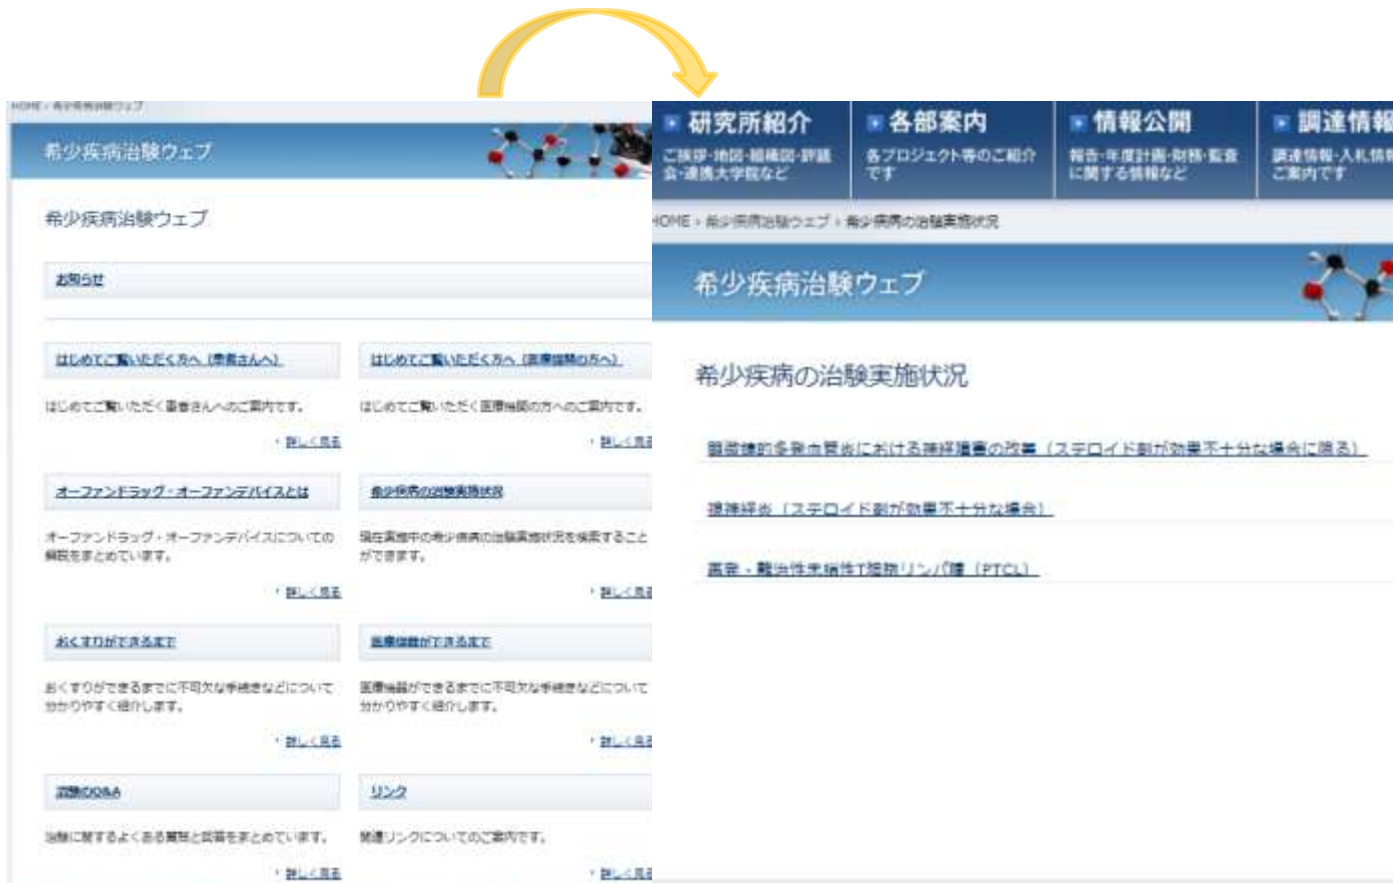 HOME › 希少疾病治験ウェブ
希少疾病治験ウェブ
希少疾病治験ウェブ
お知らせ
はじめてご覧いただく方へ（患者さんへ）
はじめてご覧いただく方へ（医療機関の方へ）
はじめてご覧いただく患者さんへのご案内です。
はじめてご覧いただく医療機関の方へのご案内です。
› 詳しく見る
› 詳しく見る
オーファンドラッグ・オーファンデバイスとは
希少疾病の治験実施状況
オーファンドラッグ・オーファンデバイスについての
解説をまとめています。
現在実施中の希少疾病の治験実施状況を検索すること
ができます。
› 詳しく見る
› 詳しく見る
おくすりができるまで
医療機器ができるまで
おくすりができるまでに不可欠な手続きなどについて
分かりやすく紹介します。
医療機器ができるまでに不可欠な手続きなどについて
分かりやすく紹介します。
› 詳しく見る
› 詳しく見る
治験のQ&A
リンク
治験に関するよくある質問と回答をまとめています。
関連リンクについてのご案内です。
› 詳しく見る
› 詳しく見る
研究所紹介
ご挨拶・地図・組織図・評議
会・連携大学院など
各部案内
各プロジェクト等のご紹介
です
情報公開
報告・年度計画・財務・監査
に関する情報など
調達情報
調達情報・入札情報
ご案内です
HOME › 希少疾病治験ウェブ › 希少疾病の治験実施状況
希少疾病治験ウェブ
希少疾病の治験実施状況
顕微鏡的多発血管炎における神経障害の改善（ステロイド剤が効果不十分な場合に限る）
視神経炎（ステロイド剤が効果不十分な場合）
再発・難治性末梢性T細胞リンパ腫（PTCL）